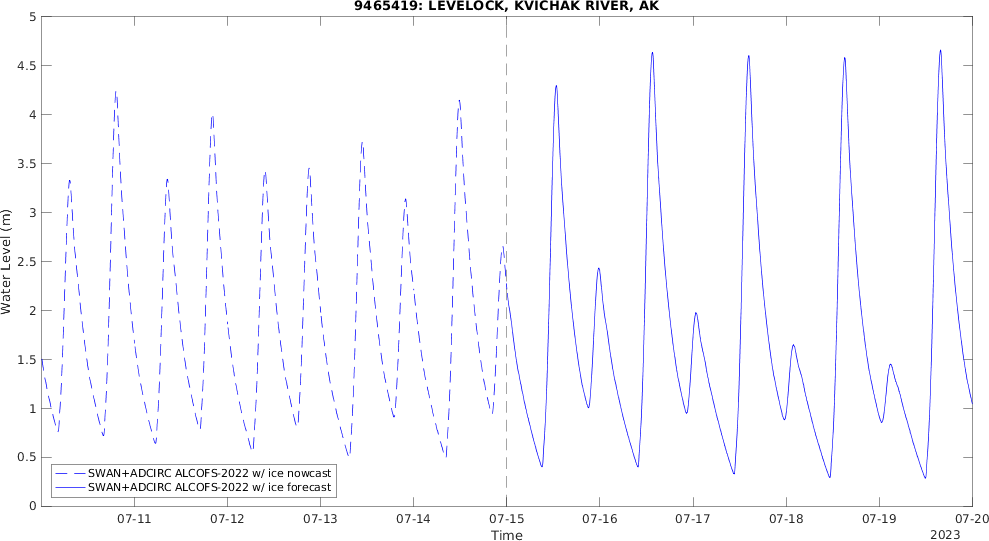 9465419: LEVELOCK, KVICHAK RIVER, AK
5
4.5
4
3.5
3
2.5
2
1.5
1
0.5
0
Water Level (m)
SWAN+ADCIRC ALCOFS-2022 w/ ice nowcast
SWAN+ADCIRC ALCOFS-2022 w/ ice forecast
07-11 07-12 07-13 07-14 07-15 07-16 07-17 07-18 07-19 07-20
Time
2023